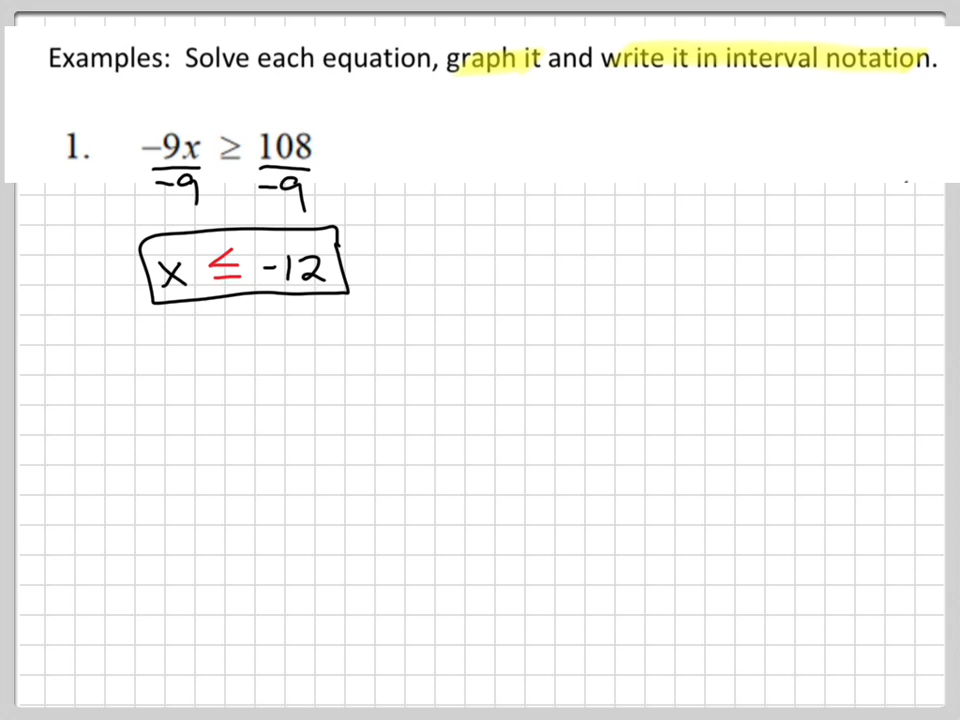 Examples: Solve each equation, graph it and write it in interval notation.
1. −9x ≥ 108
-9 -9
x ≤ -12